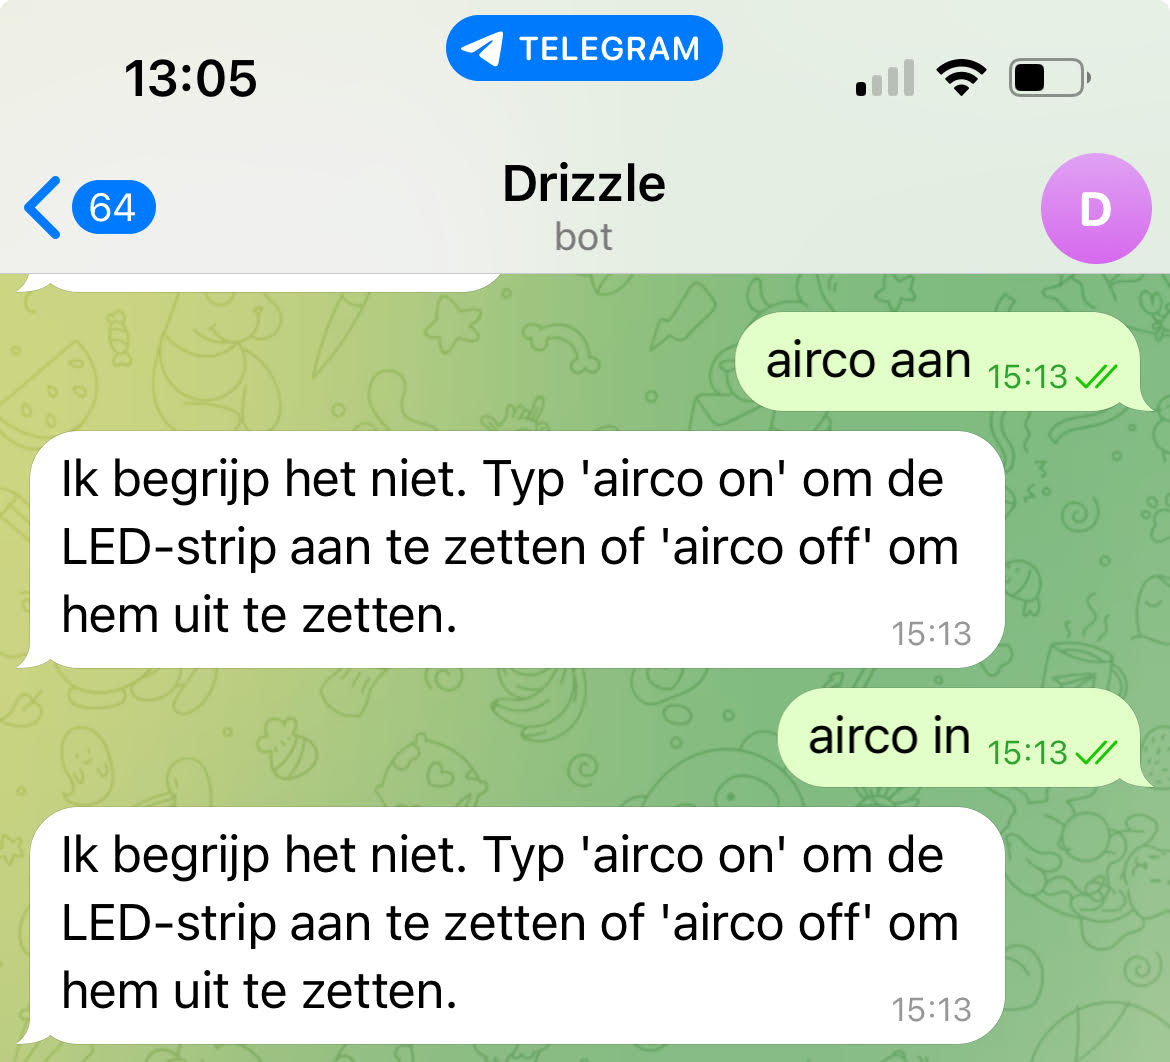 13:05
TELEGRAM
64
Drizzle
bot
D
airco aan 15:13
Ik begrijp het niet. Typ 'airco on' om de
LED-strip aan te zetten of 'airco off' om
hem uit te zetten.
15:13
airco in 15:13
Ik begrijp het niet. Typ 'airco on' om de
LED-strip aan te zetten of 'airco off' om
hem uit te zetten.
15:13